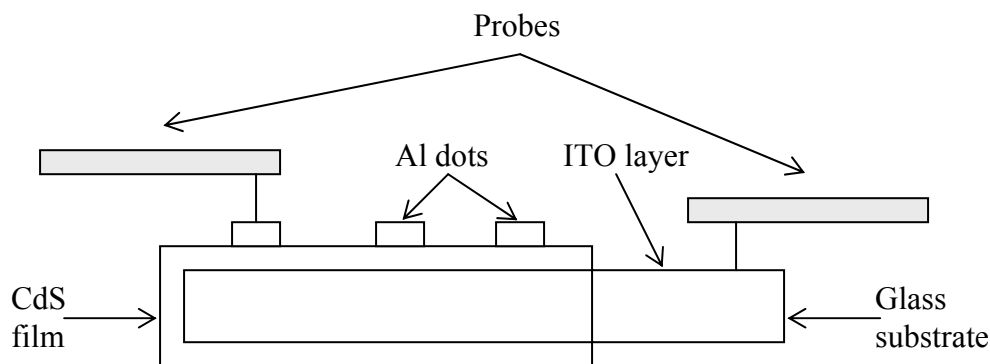 Probes
Al dots
ITO layer
CdS
film
Glass
substrate